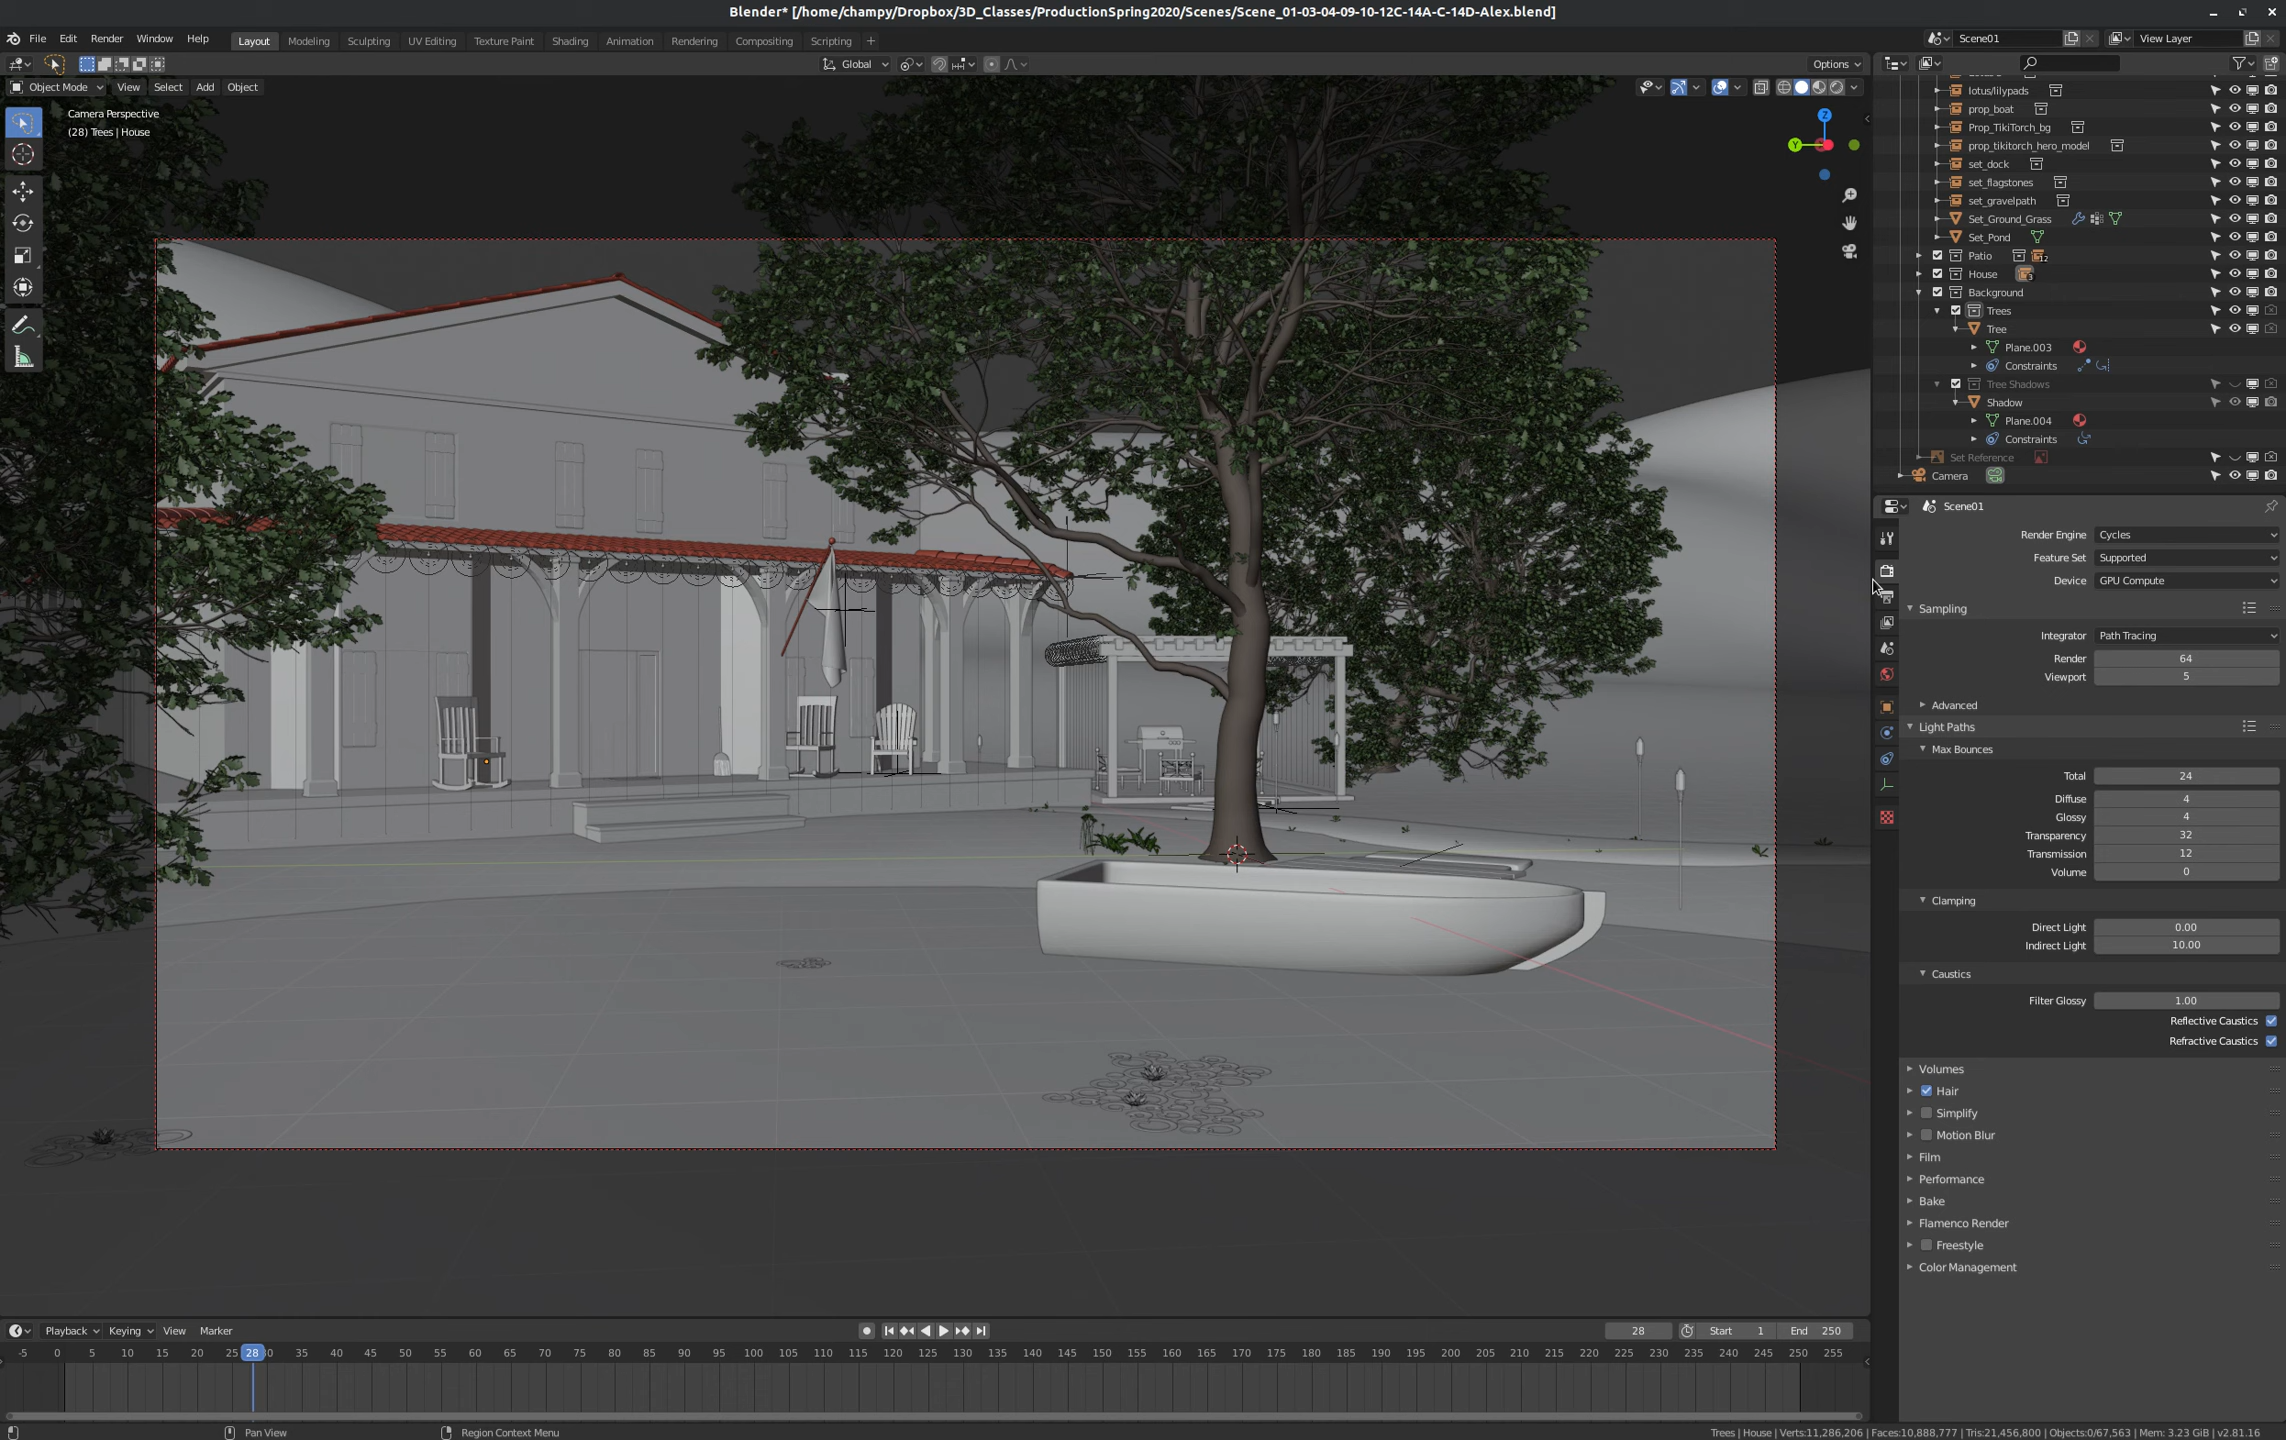 Blender* [/home/champy/Dropbox/3D_Classes/ProductionSpring2020/Scenes/Scene_01-03-04-09-10-12C-14A-C-14D-Alex.blend]
File Edit Render Window Help Layout Modeling Sculpting UV Editing Texture Paint Shading Animation Rendering Compositing Scripting + Scene01 View Layer
Global Options
Object Mode View Select Add Object
Camera Perspective
(28) Trees | House
Z
Y
lotus/lilypads
prop_boat
Prop_TikiTorch_bg
prop_tikitorch_hero_model
set_dock
set_flagstones
set_gravelpath
Set_Ground_Grass
Set_Pond
Patio 12
House 3
Background
Trees
Tree
Plane.003
Constraints
Tree Shadows
Shadow
Plane.004
Constraints
Set Reference
Camera
Scene01
Render Engine Cycles
Feature Set Supported
Device GPU Compute
Sampling
Integrator Path Tracing
Render 64
Viewport 5
Advanced
Light Paths
Max Bounces
Total 24
Diffuse 4
Glossy 4
Transparency 32
Transmission 12
Volume 0
Clamping
Direct Light 0.00
Indirect Light 10.00
Caustics
Filter Glossy 1.00
Reflective Caustics
Refractive Caustics
Volumes
Hair
Simplify
Motion Blur
Film
Performance
Bake
Flamenco Render
Freestyle
Color Management
Playback Keying View Marker 28 Start 1 End 250
-5 0 5 10 15 20 25 28 30 35 40 45 50 55 60 65 70 75 80 85 90 95 100 105 110 115 120 125 130 135 140 145 150 155 160 165 170 175 180 185 190 195 200 205 210 215 220 225 230 235 240 245 250 255
Pan View Region Context Menu Trees | House | Verts:11,286,206 | Faces:10,888,777 | Tris:21,456,800 | Objects:0/67,563 | Mem: 3.23 GiB | v2.81.16